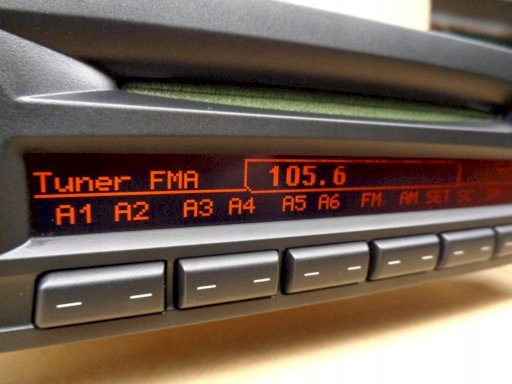 Tuner FMA 105.6
A1 A2 A3 A4 A5 A6 FM AM SET SC